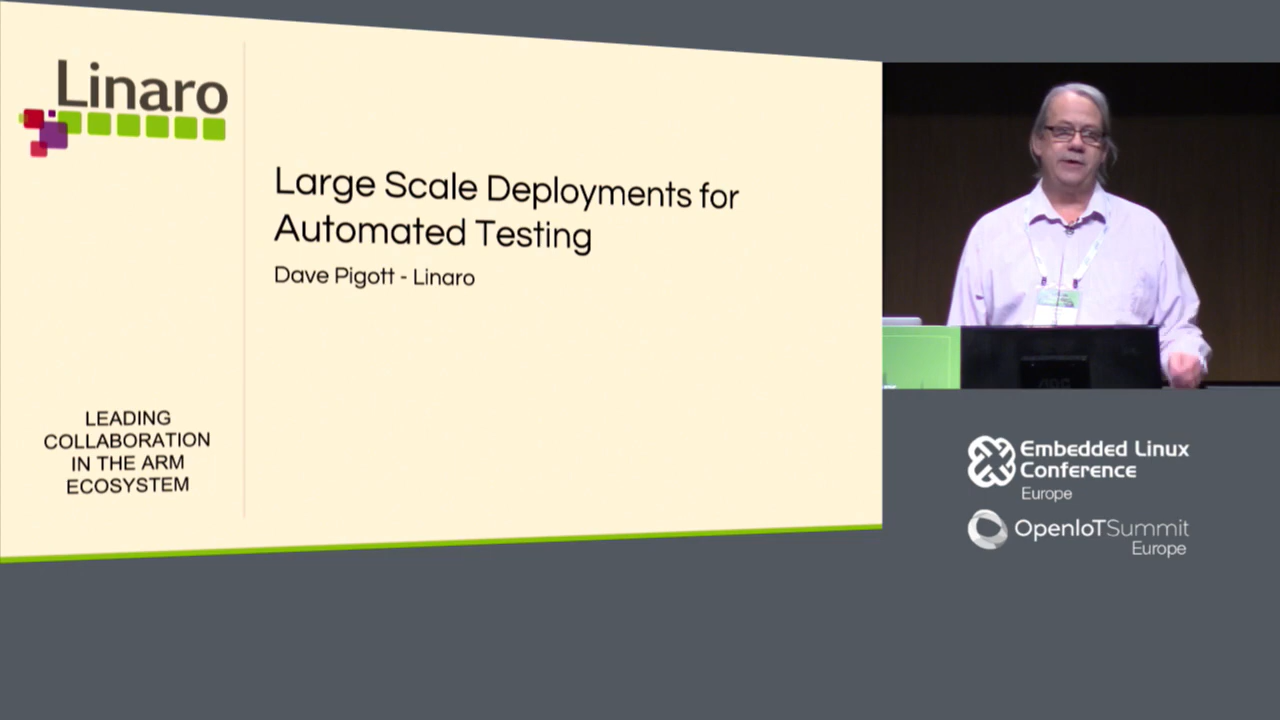 Linaro
Large Scale Deployments for
Automated Testing
Dave Pigott - Linaro
LEADING
COLLABORATION
IN THE ARM
ECOSYSTEM
Embedded Linux
Conference
Europe
OpenIoTSummit
Europe